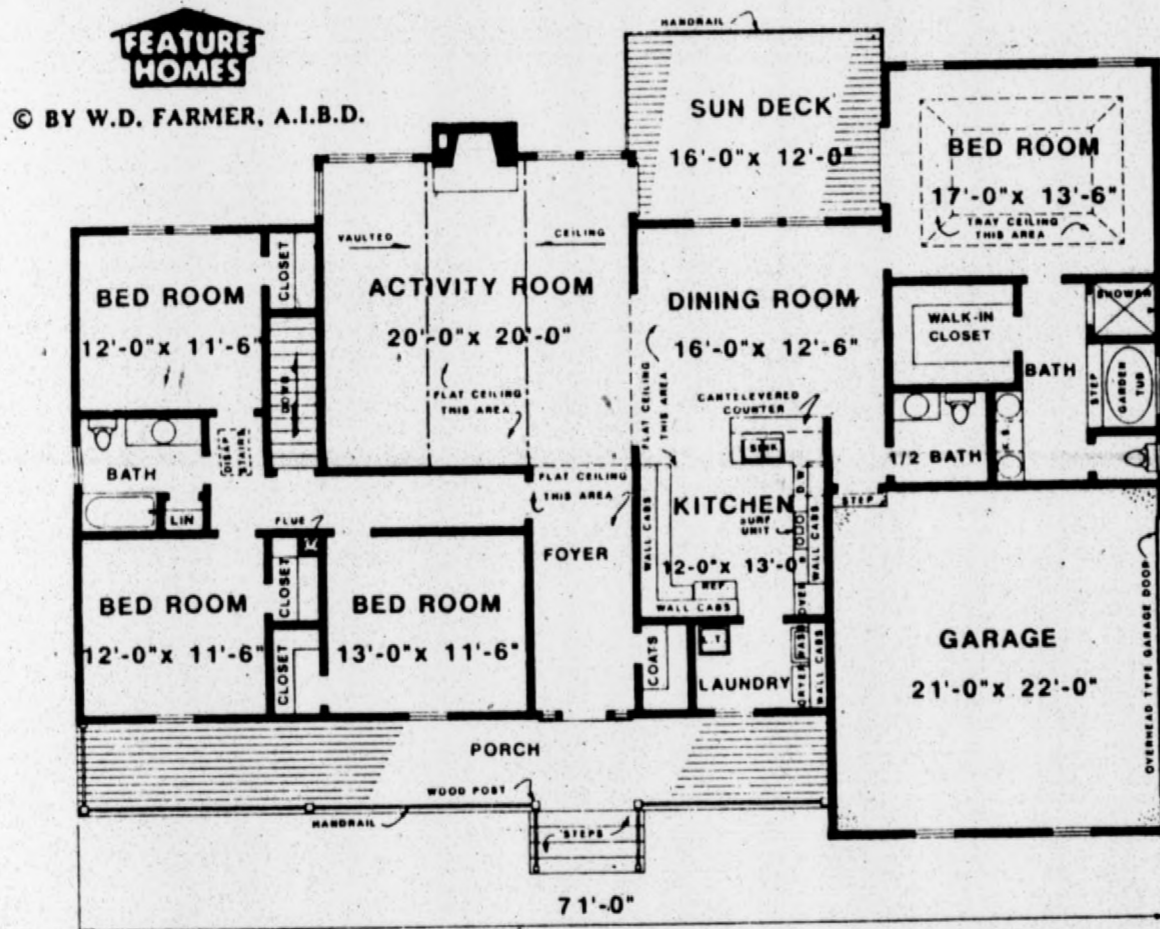 FEATURE
HOMES
© BY W.D. FARMER, A.I.B.D.
HANDRAIL
SUN DECK
16'-0"x 12'-0"
BED ROOM
17'-0"x 13'-6"
TRAY CEILING
THIS AREA
VAULTED
CEILING
ACTIVITY ROOM
20'-0"x 20'-0"
FLAT CEILING
THIS AREA
BED ROOM
12'-0"x 11'-6"
CLOSET
DOWN
DINING ROOM
16'-0"x 12'-6"
FLAT CEILING
THIS AREA
CANTELEVERED
COUNTER
WALK-IN
CLOSET
SHOWER
BATH
STEP
GARDEN
TUB
K.S.
1/2 BATH
BATH
DISAP
STAIRS
LIN
FLUE
FLAT CEILING
THIS AREA
FOYER
KITCHEN
12-0"x 13'-0"
SINK
D.W.
SURF
UNIT
WALL CABS
WALL CABS
REF
WALL CABS
OVEN
STEP
BED ROOM
12'-0"x 11'-6"
CLOSET
CLOSET
BED ROOM
13'-0"x 11'-6"
COATS
L.T.
LAUNDRY
DRYER
WASH
WALL CABS
GARAGE
21'-0"x 22'-0"
OVERHEAD TYPE GARAGE DOOR
PORCH
WOOD POST
HANDRAIL
STEPS
71'-0"